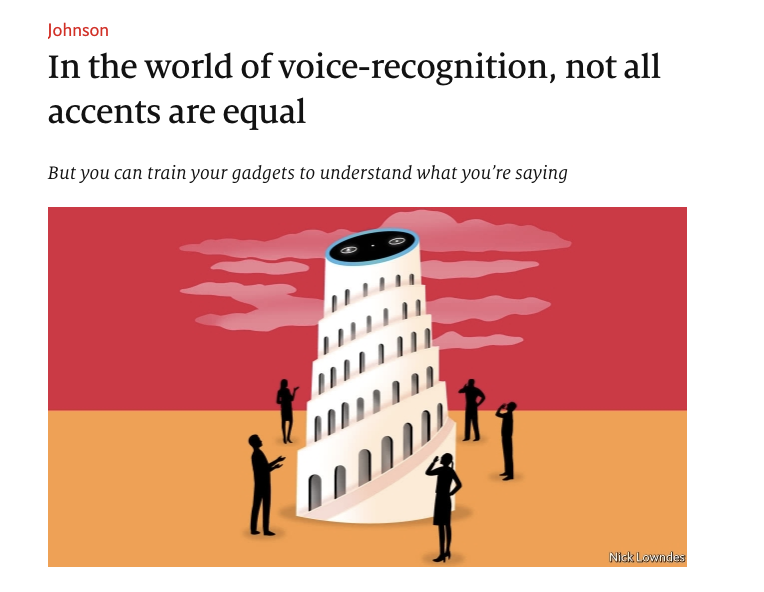 Johnson
In the world of voice-recognition, not all
accents are equal
But you can train your gadgets to understand what you’re saying
Nick Lowndes